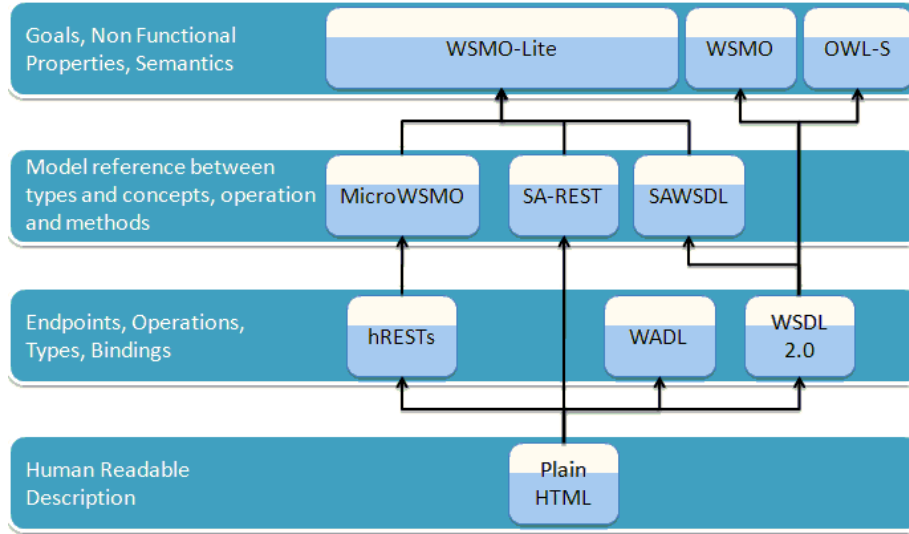 Goals, Non Functional
Properties, Semantics
WSMO-Lite
WSMO
OWL-S
Model reference between
types and concepts, operation
and methods
MicroWSMO
SA-REST
SAWSDL
Endpoints, Operations,
Types, Bindings
hRESTs
WADL
WSDL
2.0
Human Readable
Description
Plain
HTML